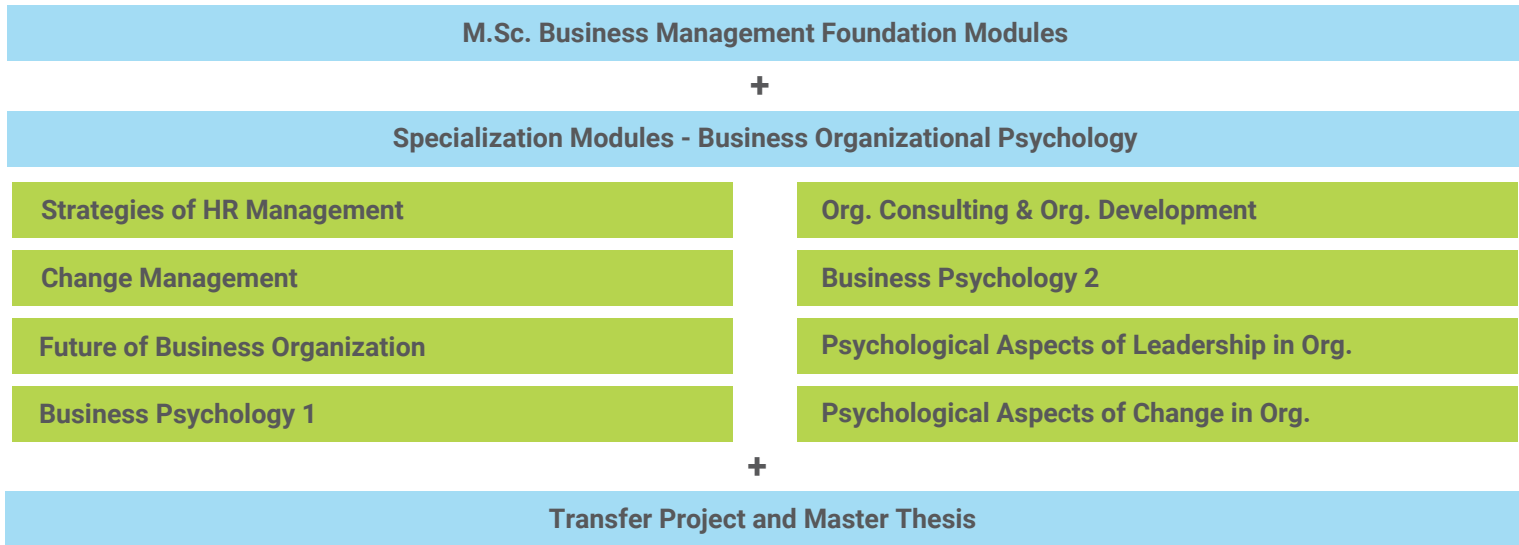 M.Sc. Business Management Foundation Modules
+
Specialization Modules - Business Organizational Psychology
Strategies of HR Management
Change Management
Future of Business Organization
Business Psychology 1
Org. Consulting & Org. Development
Business Psychology 2
Psychological Aspects of Leadership in Org.
Psychological Aspects of Change in Org.
+
Transfer Project and Master Thesis